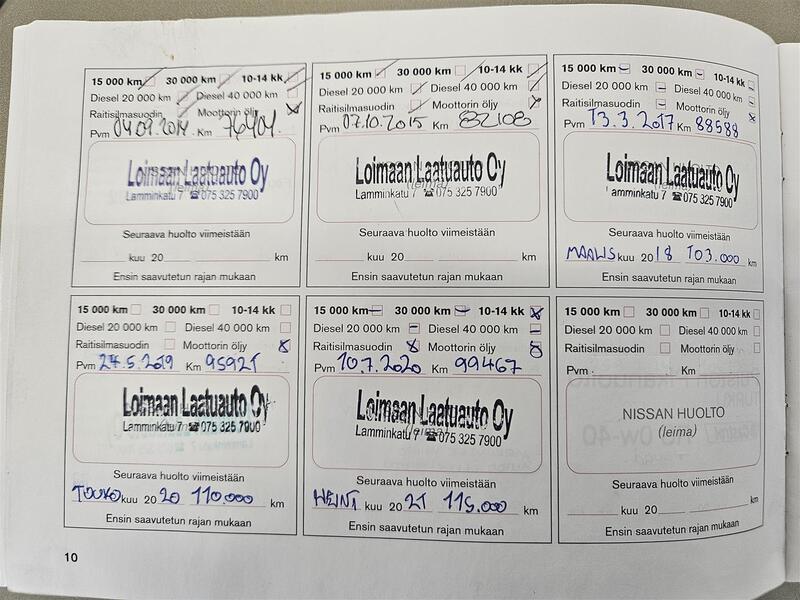 15 000 km 30 000 km 10-14 kk
Diesel 20 000 km Diesel 40 000 km
Raitisilmasuodin Moottorin öljy
Pvm 04.09.2014 Km 76401.
Loimaan Laatuauto Oy
(leima)
Lamminkatu 7 ☎075 325 7900
Seuraava huolto viimeistään
kuu 20 km
Ensin saavutetun rajan mukaan
15 000 km 30 000 km 10-14 kk
Diesel 20 000 km Diesel 40 000 km
Raitisilmasuodin Moottorin öljy
Pvm 07.10.2015 Km 82108
Loimaan Laatuauto Oy
(leima)
Lamminkatu 7 ☎075 325 7900
Seuraava huolto viimeistään
kuu 20 km
Ensin saavutetun rajan mukaan
15 000 km 30 000 km 10-14 kk
Diesel 20 000 km Diesel 40 000 km
Raitisilmasuodin Moottorin öljy
Pvm 13.3.2017 Km 88588
Loimaan Laatuauto Oy
(leima)
Lamminkatu 7 ☎075 325 7900
Seuraava huolto viimeistään
MAALIS kuu 20 18 103.000 km
Ensin saavutetun rajan mukaan
15 000 km 30 000 km 10-14 kk
Diesel 20 000 km Diesel 40 000 km
Raitisilmasuodin Moottorin öljy
Pvm 27.5.2019 Km 95921
Loimaan Laatuauto Oy
Lamminkatu 7 ☎075 325 7900
Seuraava huolto viimeistään
TOUKO kuu 20 20 110.000 km
Ensin saavutetun rajan mukaan
15 000 km 30 000 km 10-14 kk
Diesel 20 000 km Diesel 40 000 km
Raitisilmasuodin Moottorin öljy
Pvm 10.7.2020 Km 99467
Loimaan Laatuauto Oy
(leima)
Lamminkatu 7 ☎075 325 7900
Seuraava huolto viimeistään
HEINÄ kuu 20 21 115.000 km
Ensin saavutetun rajan mukaan
15 000 km 30 000 km 10-14 kk
Diesel 20 000 km Diesel 40 000 km
Raitisilmasuodin Moottorin öljy
Pvm. Km
NISSAN HUOLTO
(leima)
Seuraava huolto viimeistään
kuu 20 km
Ensin saavutetun rajan mukaan
10